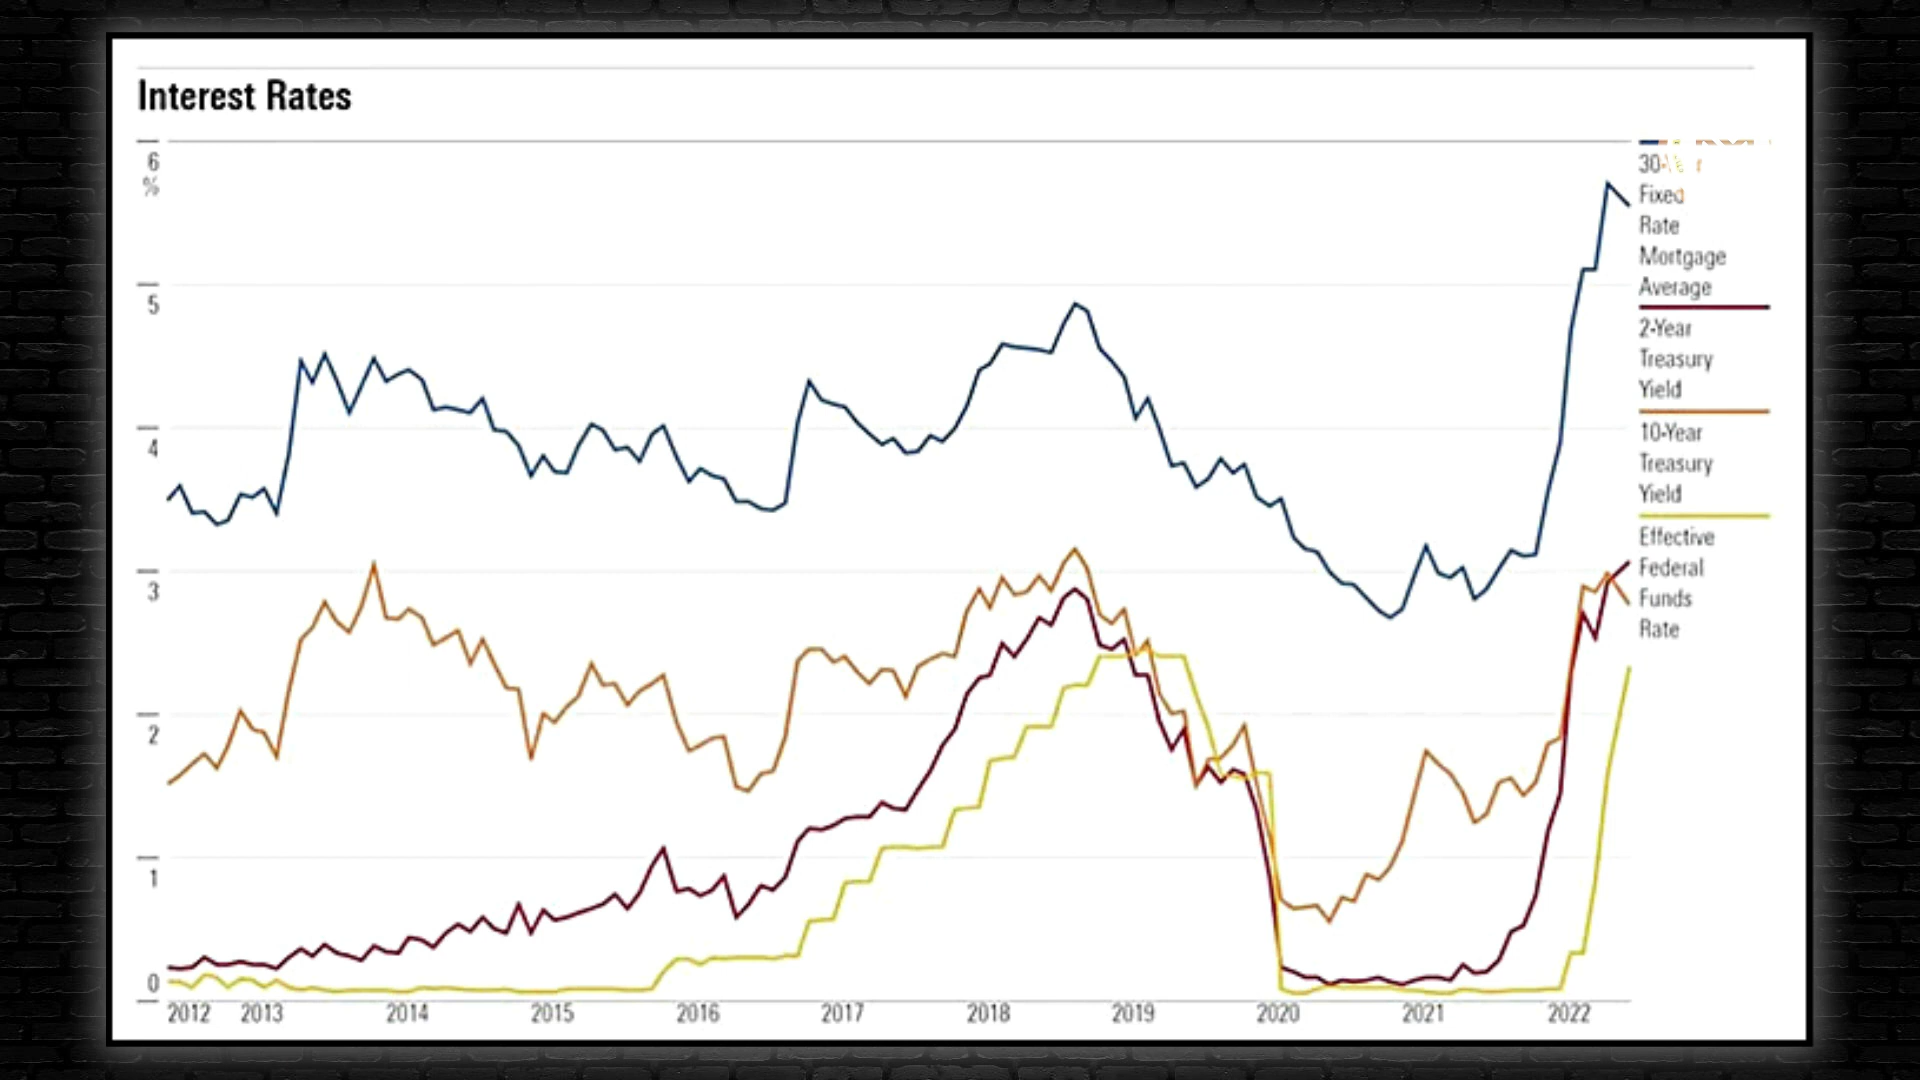 Interest Rates
6
%
5
4
3
2
1
0
2012 2013 2014 2015 2016 2017 2018 2019 2020 2021 2022
30-
Fixed
Rate
Mortgage
Average
2-Year
Treasury
Yield
10-Year
Treasury
Yield
Effective
Federal
Funds
Rate